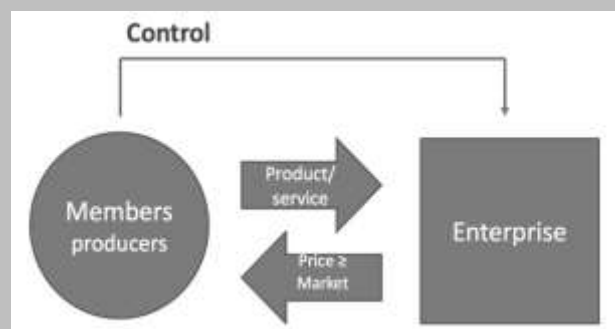 Control
Members
producers
Product/
service
Price ≥
Market
Enterprise